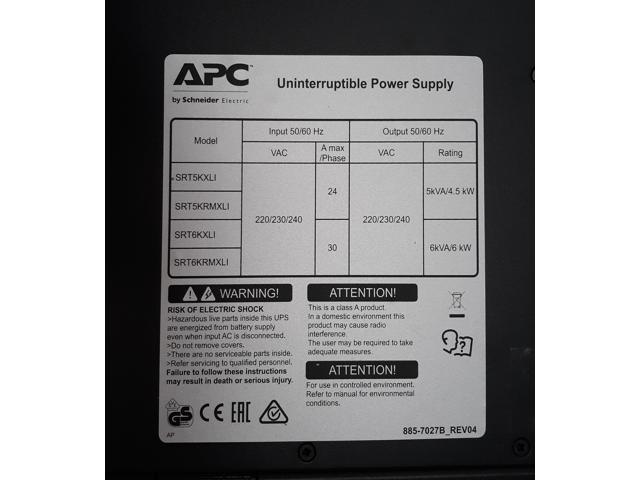 APC™
by Schneider Electric
Uninterruptible Power Supply
Model
Input 50/60 Hz
Output 50/60 Hz
VAC
A max
/Phase
VAC
Rating
SRT5KXLI
SRT5KRMXLI
SRT6KXLI
SRT6KRMXLI
220/230/240
24
30
220/230/240
5kVA/4.5 kW
6kVA/6 kW
WARNING!
RISK OF ELECTRIC SHOCK
>Hazardous live parts inside this UPS
are energized from battery supply
even when input AC is disconnected.
>Do not remove covers.
>There are no serviceable parts inside.
>Refer servicing to qualified personnel.
Failure to follow these instructions
may result in death or serious injury.
ATTENTION!
This is a class A product.
In a domestic environment this
product may cause radio
interference.
The user may be required to take
adequate measures.
ATTENTION!
For use in controlled environment.
Refer to manual for environmental
conditions.
GS CE EAC
AP
885-7027B_REV04